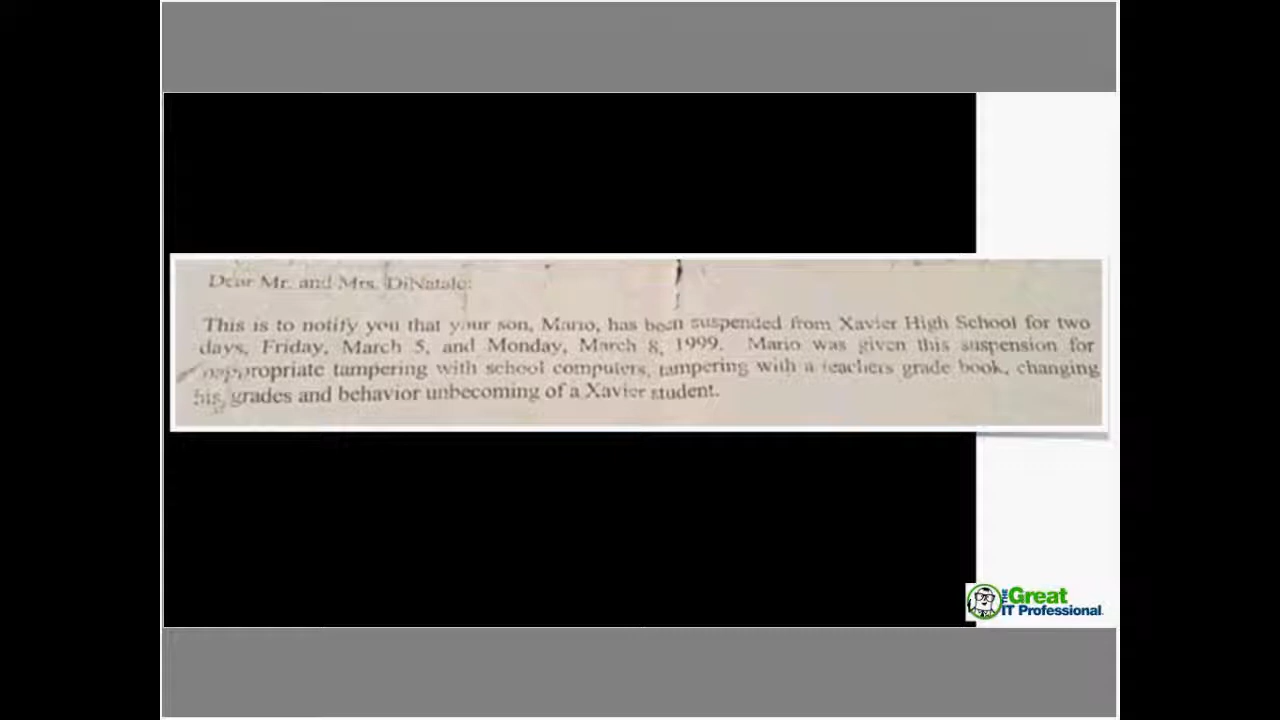 Dear Mr. and Mrs. DiNatale:
This is to notify you that your son, Mario, has been suspended from Xavier High School for two
days, Friday, March 5, and Monday, March 8, 1999. Mario was given this suspension for
inappropriate tampering with school computers, tampering with a teachers grade book, changing
his grades and behavior unbecoming of a Xavier student.
THE Great
IT Professional